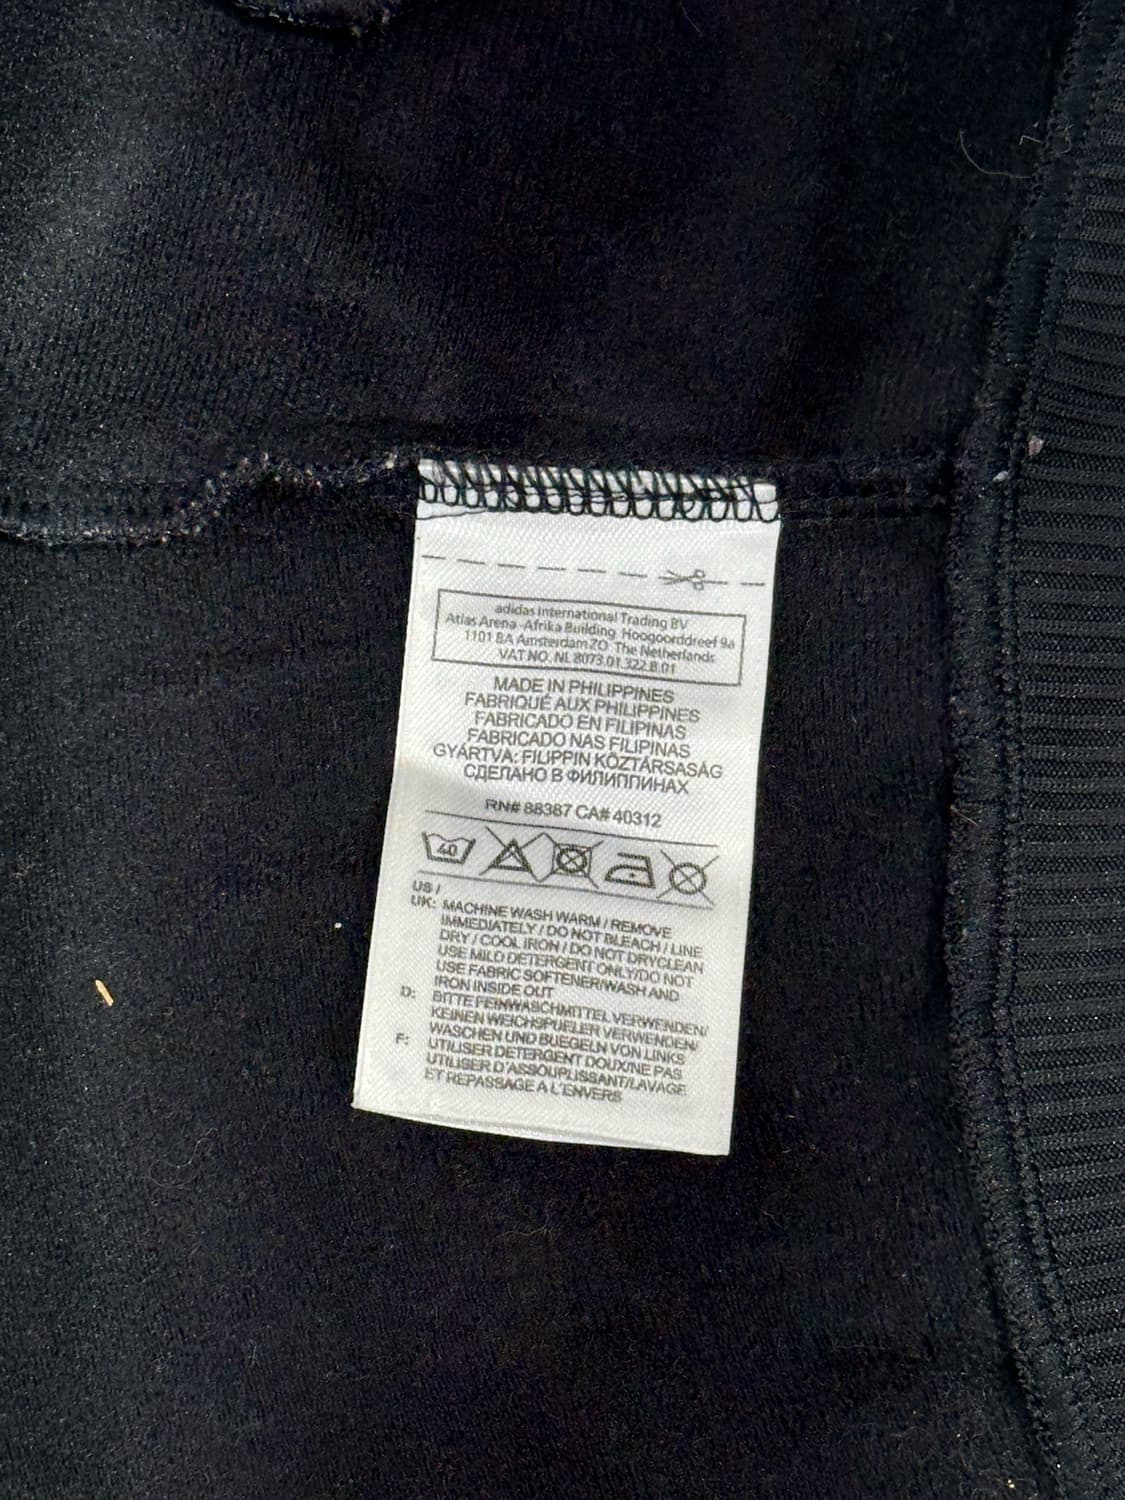 adidas International Trading BV
Atlas Arena -Afrika Building Hoogoorddreef 9a
1101 BA Amsterdam ZO The Netherlands
VAT NO. NL 8073.01.322.B.01
MADE IN PHILIPPINES
FABRIQUÉ AUX PHILIPPINES
FABRICADO EN FILIPINAS
FABRICADO NAS FILIPINAS
GYÁRTVA: FILIPPIN KÖZTÁRSASÁG
СДЕЛАНО В ФИЛИППИНАХ
RN# 88387 CA# 40312
40
US /
UK: MACHINE WASH WARM / REMOVE
IMMEDIATELY / DO NOT BLEACH / LINE
DRY / COOL IRON / DO NOT DRYCLEAN
USE MILD DETERGENT ONLY/DO NOT
USE FABRIC SOFTENER/WASH AND
IRON INSIDE OUT
D: BITTE FEINWASCHMITTEL VERWENDEN/
KEINEN WEICHSPUELER VERWENDEN/
WASCHEN UND BUEGELN VON LINKS
F: UTILISER DETERGENT DOUX/NE PAS
UTILISER D'ASSOUPLISSANT/LAVAGE
ET REPASSAGE A L'ENVERS